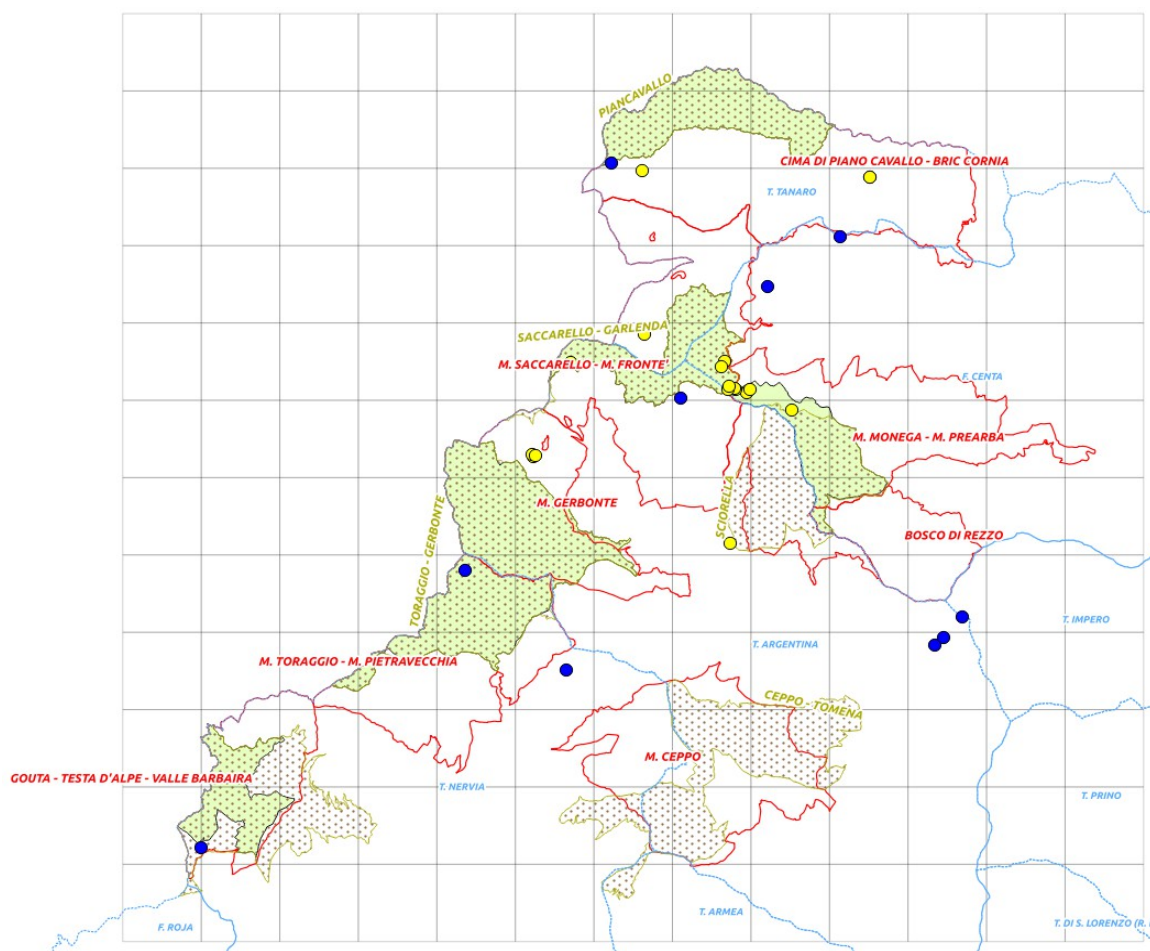 PIANCAVALLO
CIMA DI PIANO CAVALLO - BRIC CORNIA
T. TANARO
SACCARELLO - GARLENDA
M. SACCARELLO - M. FRONTE'
F. CENTA
M. MONEGA - M. PREARBA
SCIORELLA
M. GERBONTE
TORAGGIO - GERBONTE
BOSCO DI REZZO
T. IMPERO
T. ARGENTINA
M. TORAGGIO - M. PIETRAVECCHIA
CEPPO - TOMENA
M. CEPPO
GOUTA - TESTA D'ALPE - VALLE BARBAIRA
T. NERVIA
T. PRINO
T. ARMEA
F. ROJA
T. DI S. LORENZO (R.